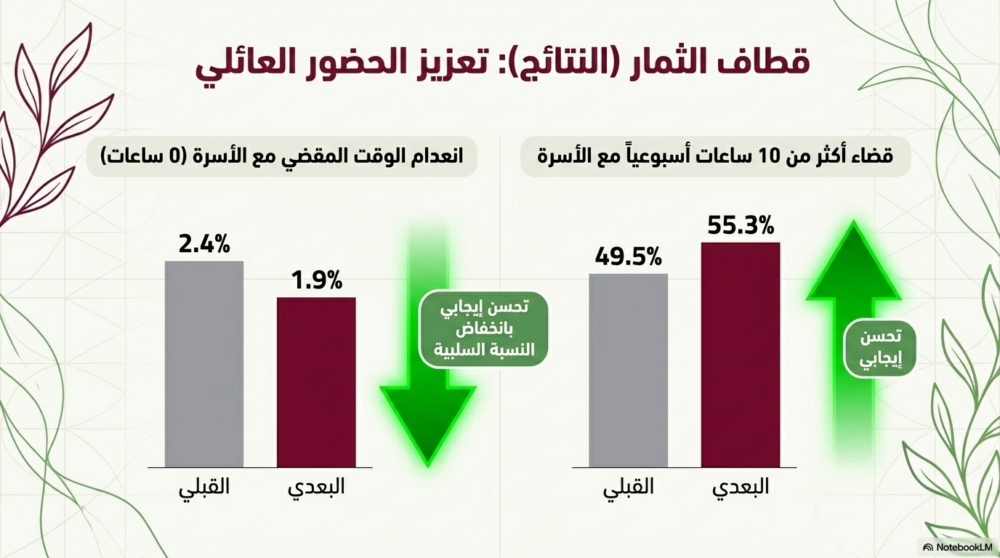 قطاف الثمار (النتائج): تعزيز الحضور العائلي
قضاء أكثر من 10 ساعات أسبوعياً مع الأسرة
49.5%
55.3%
القبلي
البعدي
تحسن
إيجابي
انعدام الوقت المقضي مع الأسرة (0 ساعات)
2.4%
1.9%
القبلي
البعدي
تحسن إيجابي
بانخفاض
النسبة السلبية
NotebookLM